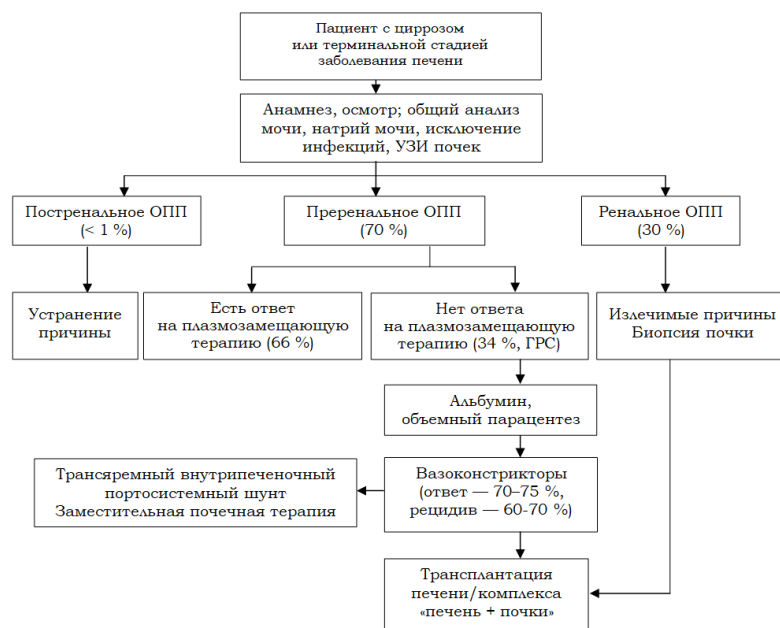 Пациент с циррозом
или терминальной стадией
заболевания печени
Анамнез, осмотр; общий анализ
мочи, натрий мочи, исключение
инфекций, УЗИ почек
Постренальное ОПП
(< 1 %)
Преренальное ОПП
(70 %)
Ренальное ОПП
(30 %)
Устранение
причины
Есть ответ
на плазмозамещающую
терапию (66 %)
Нет ответа
на плазмозамещающую
терапию (34 %, ГРС)
Излечимые причины
Биопсия почки
Альбумин,
объемный парацентез
Трансяремный внутрипеченочный
портосистемный шунт
Заместительная почечная терапия
Вазоконстрикторы
(ответ — 70–75 %,
рецидив — 60-70 %)
Трансплантация
печени/комплекса
«печень + почки»